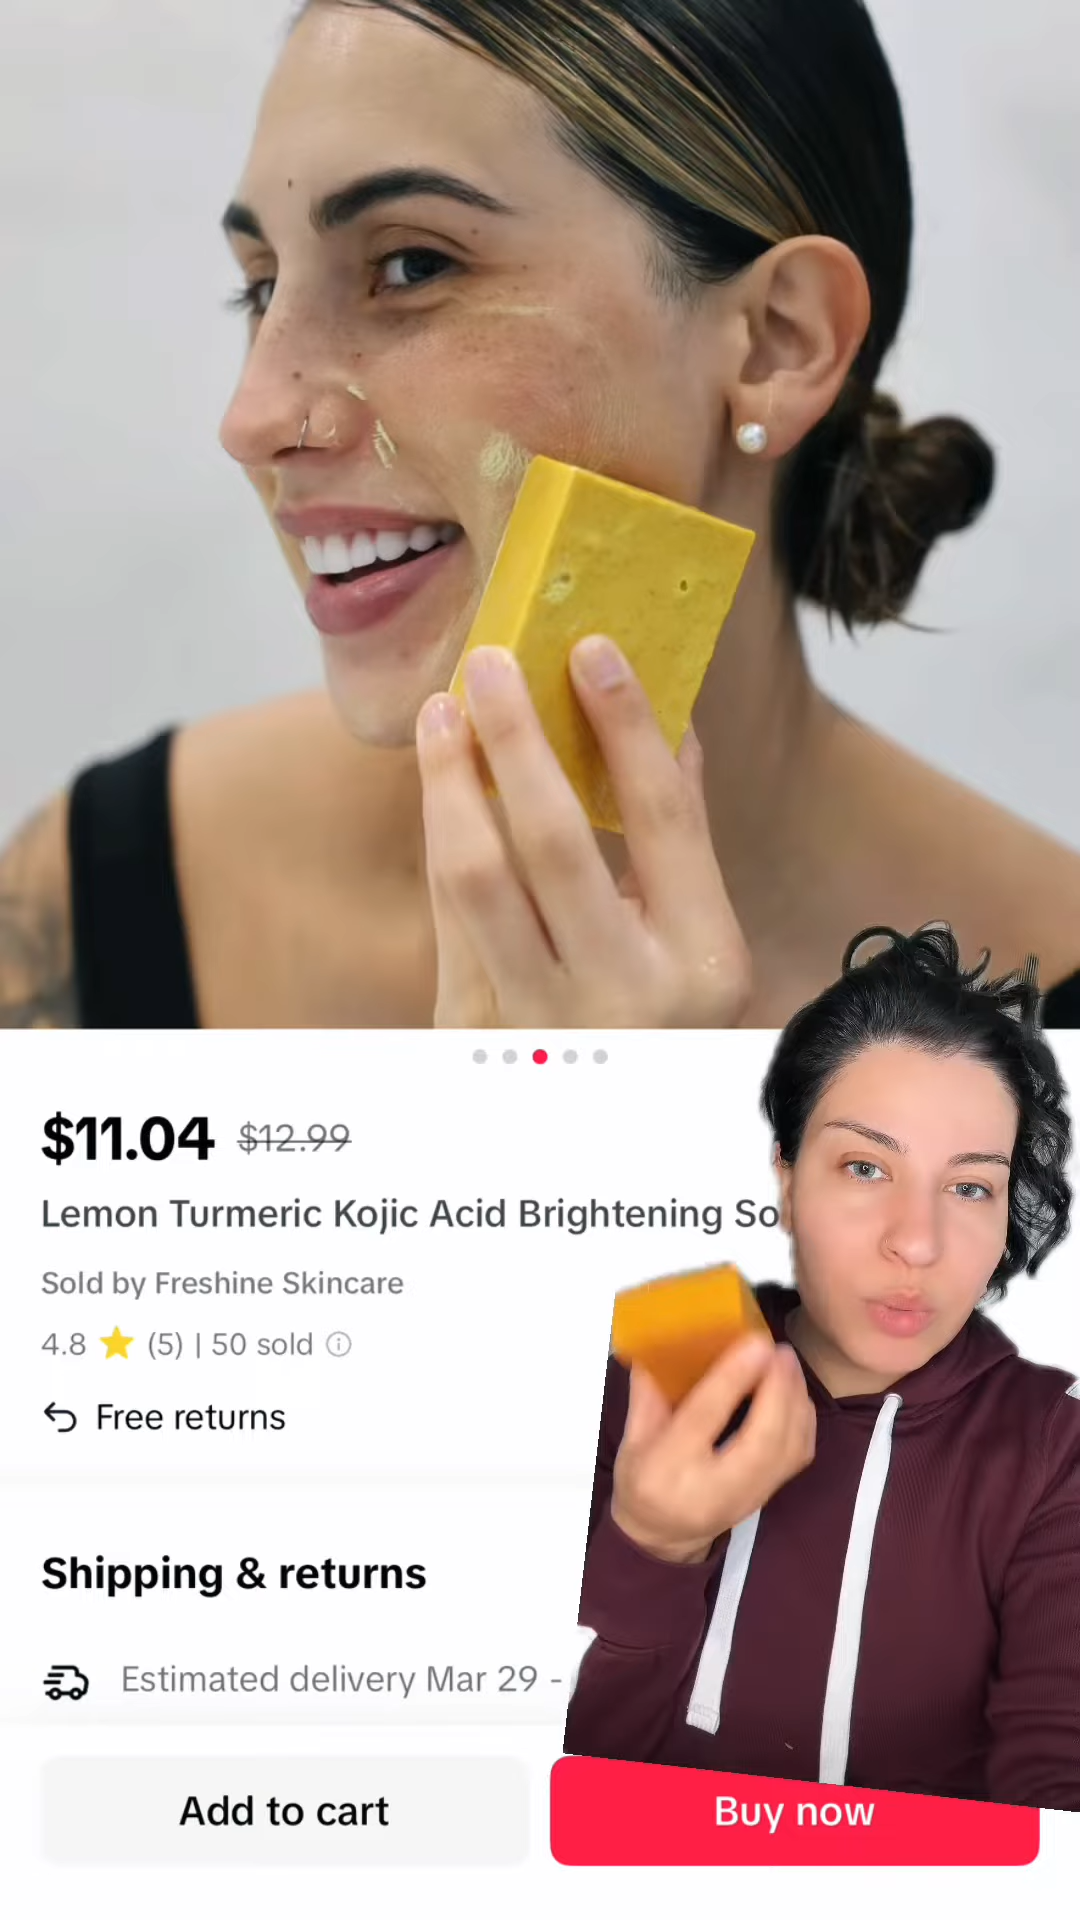 $11.04 $12.99
Lemon Turmeric Kojic Acid Brightening So
Sold by Freshine Skincare
4.8 (5) | 50 sold
Free returns
Shipping & returns
Estimated delivery Mar 29 -
Add to cart
Buy now